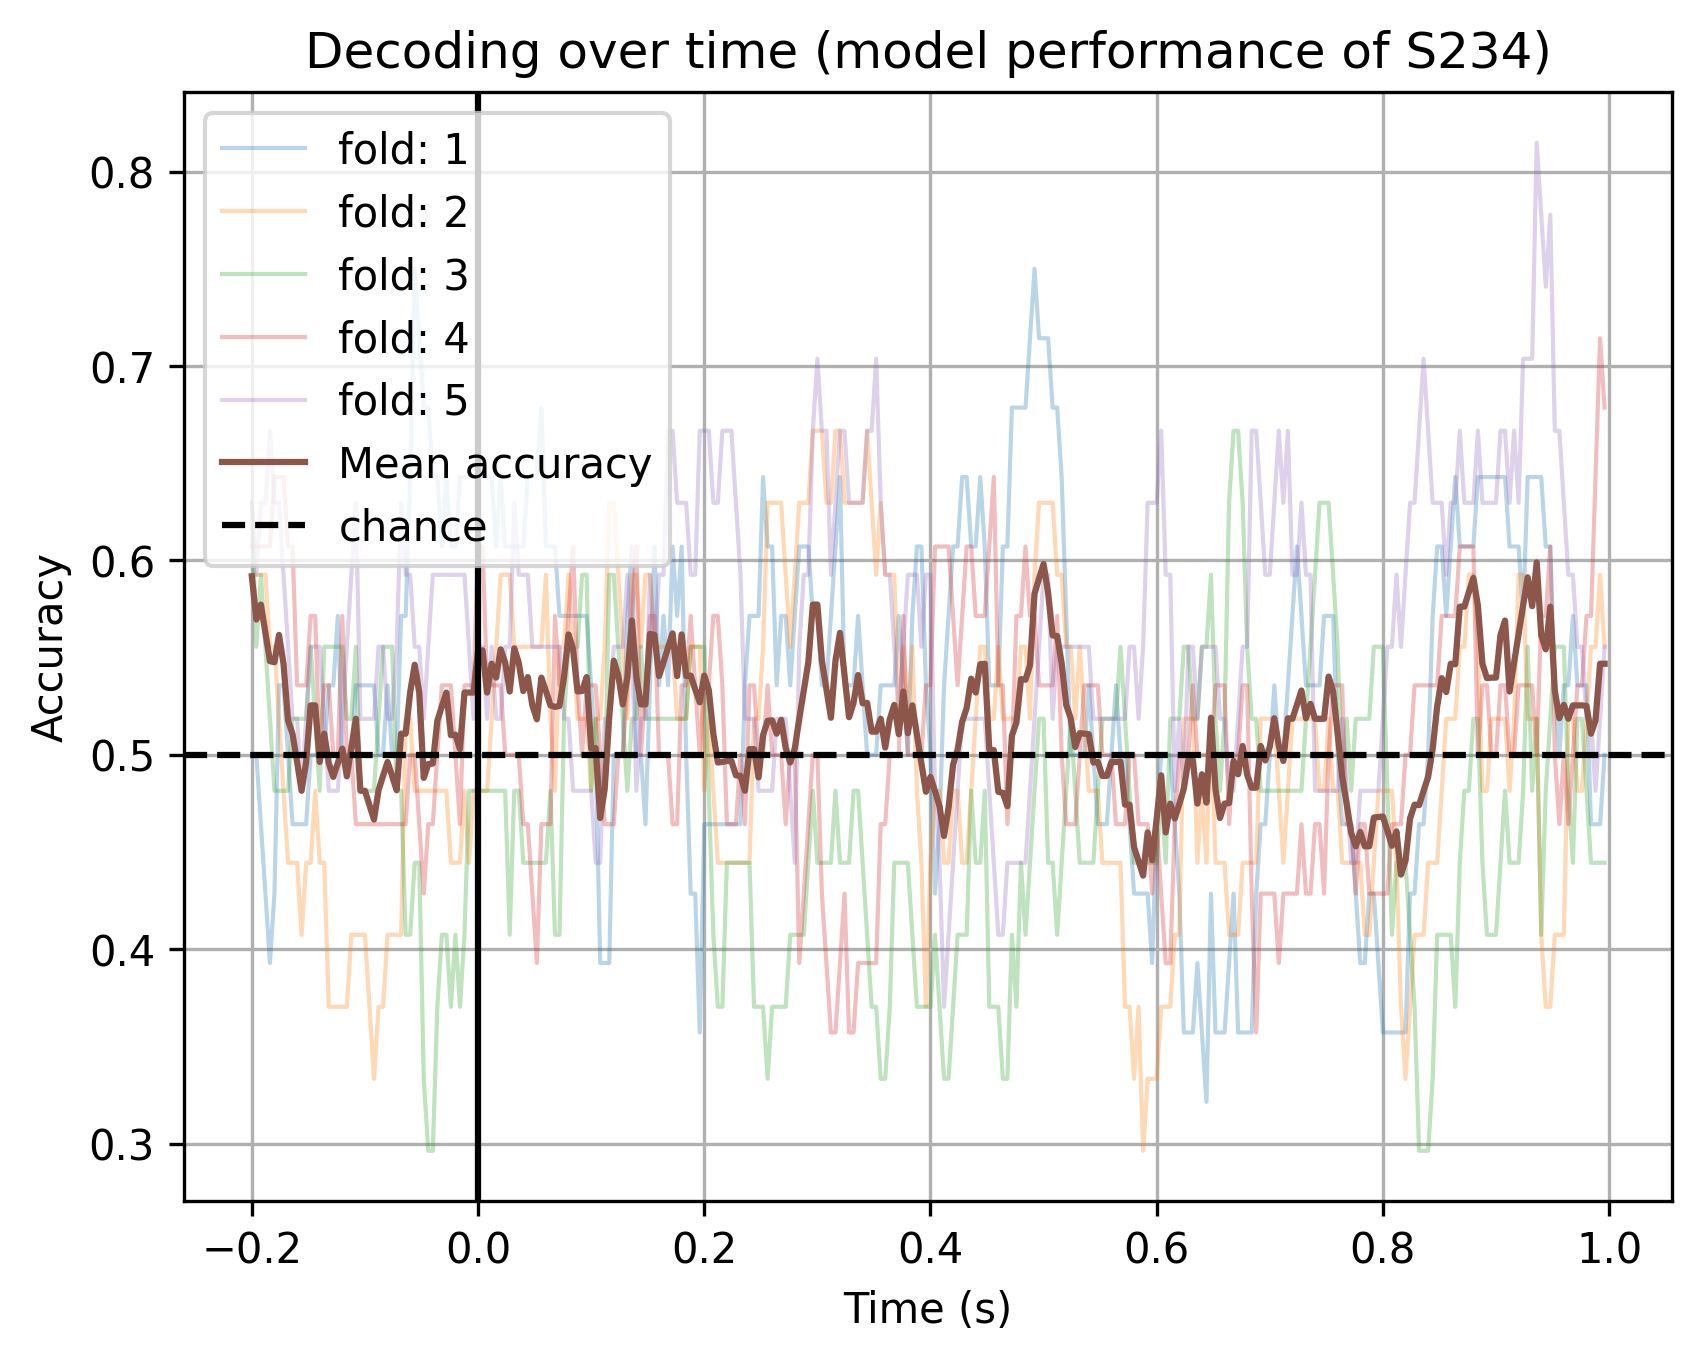 Decoding over time (model performance of S234)
fold: 1
fold: 2
fold: 3
fold: 4
fold: 5
Mean accuracy
chance
Accuracy
0.8
0.7
0.6
0.5
0.4
0.3
−0.2 0.0 0.2 0.4 0.6 0.8 1.0
Time (s)